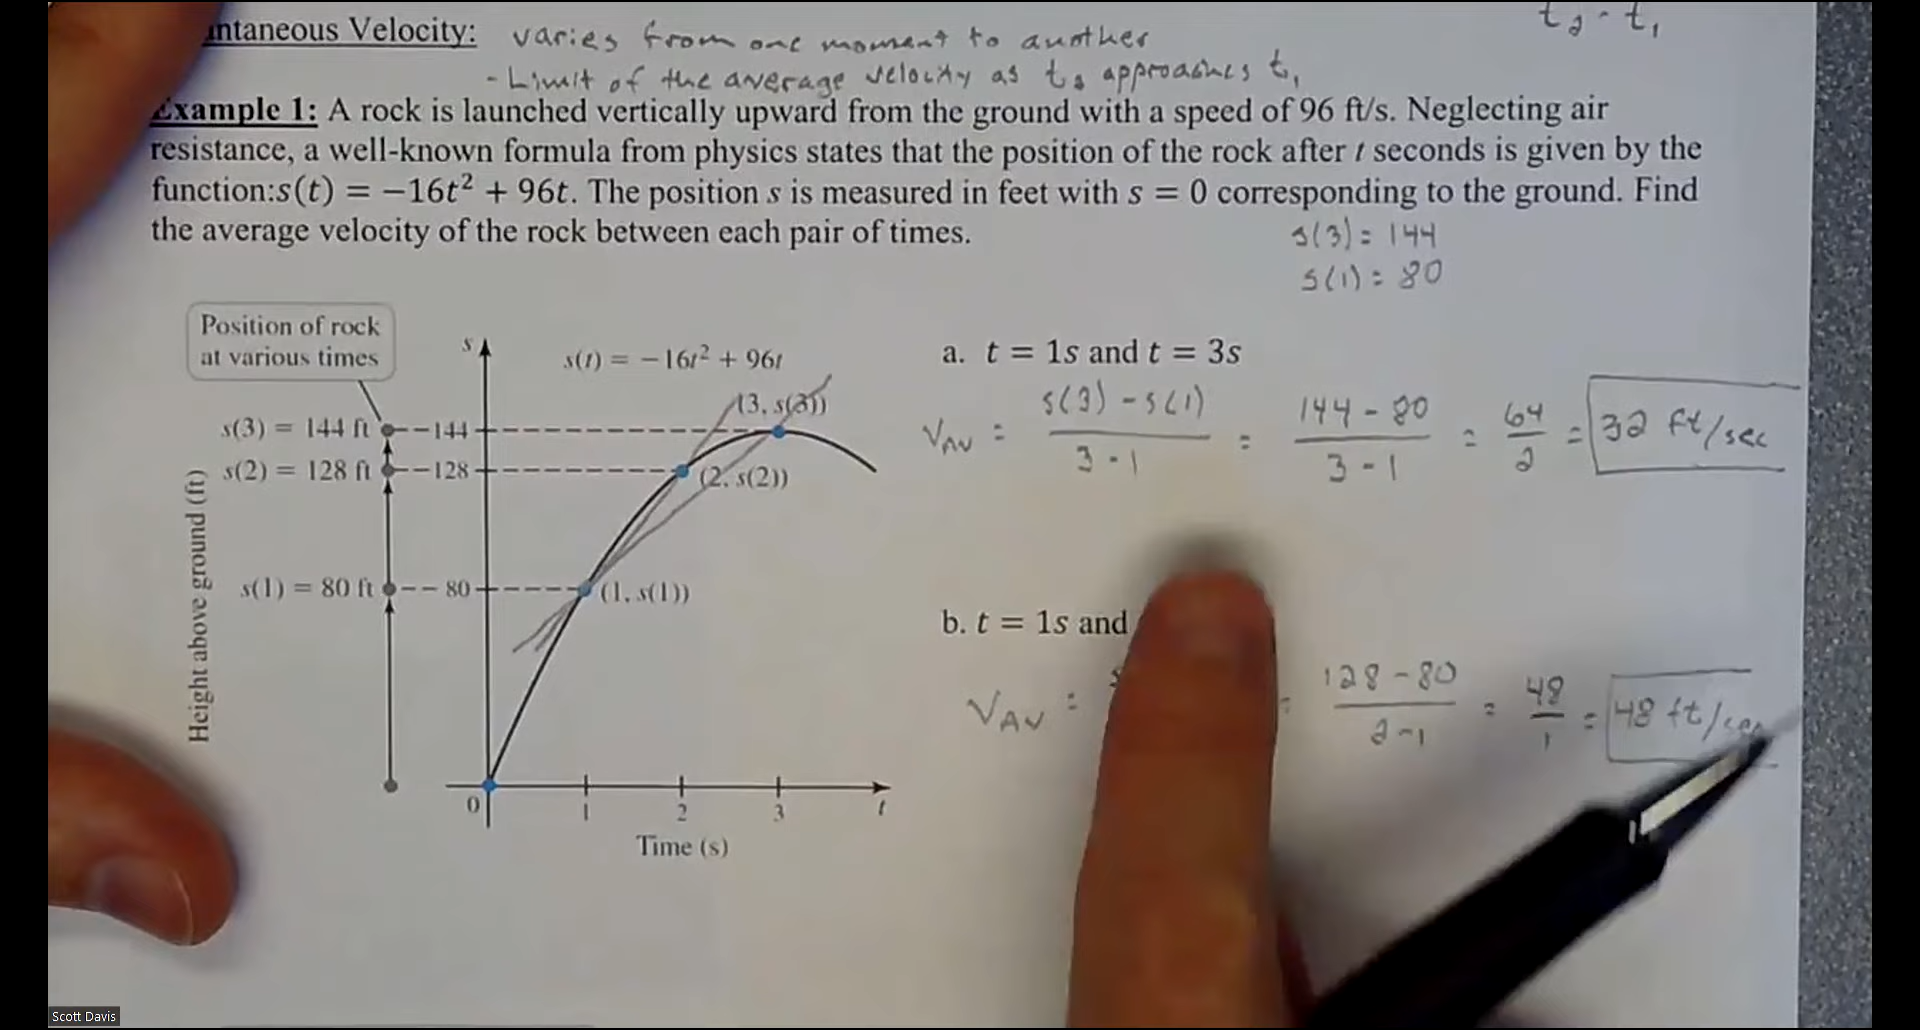 t₂ - t₁
ntaneous Velocity: varies from one moment to another
- Limit of the average velocity as t₂ approaches t₁
Example 1: A rock is launched vertically upward from the ground with a speed of 96 ft/s. Neglecting air
resistance, a well-known formula from physics states that the position of the rock after t seconds is given by the
function:s(t) = −16t² + 96t. The position s is measured in feet with s = 0 corresponding to the ground. Find
the average velocity of the rock between each pair of times.
s(3) = 144
s(1) = 80
Position of rock
at various times
s
s(t) = −16t² + 96t
(3, s(3))
s(3) = 144 ft
144
s(2) = 128 ft
128
(2, s(2))
s(1) = 80 ft
80
(1, s(1))
Height above ground (ft)
0 1 2 3 t
Time (s)
a. t = 1s and t = 3s
V_AV = s(3) - s(1) / 3 - 1 = 144 - 80 / 3 - 1 = 64 / 2 = 32 ft/sec
b. t = 1s and
V_AV = = 128 - 80 / 2 - 1 = 48 / 1 = 48 ft/sec
Scott Davis